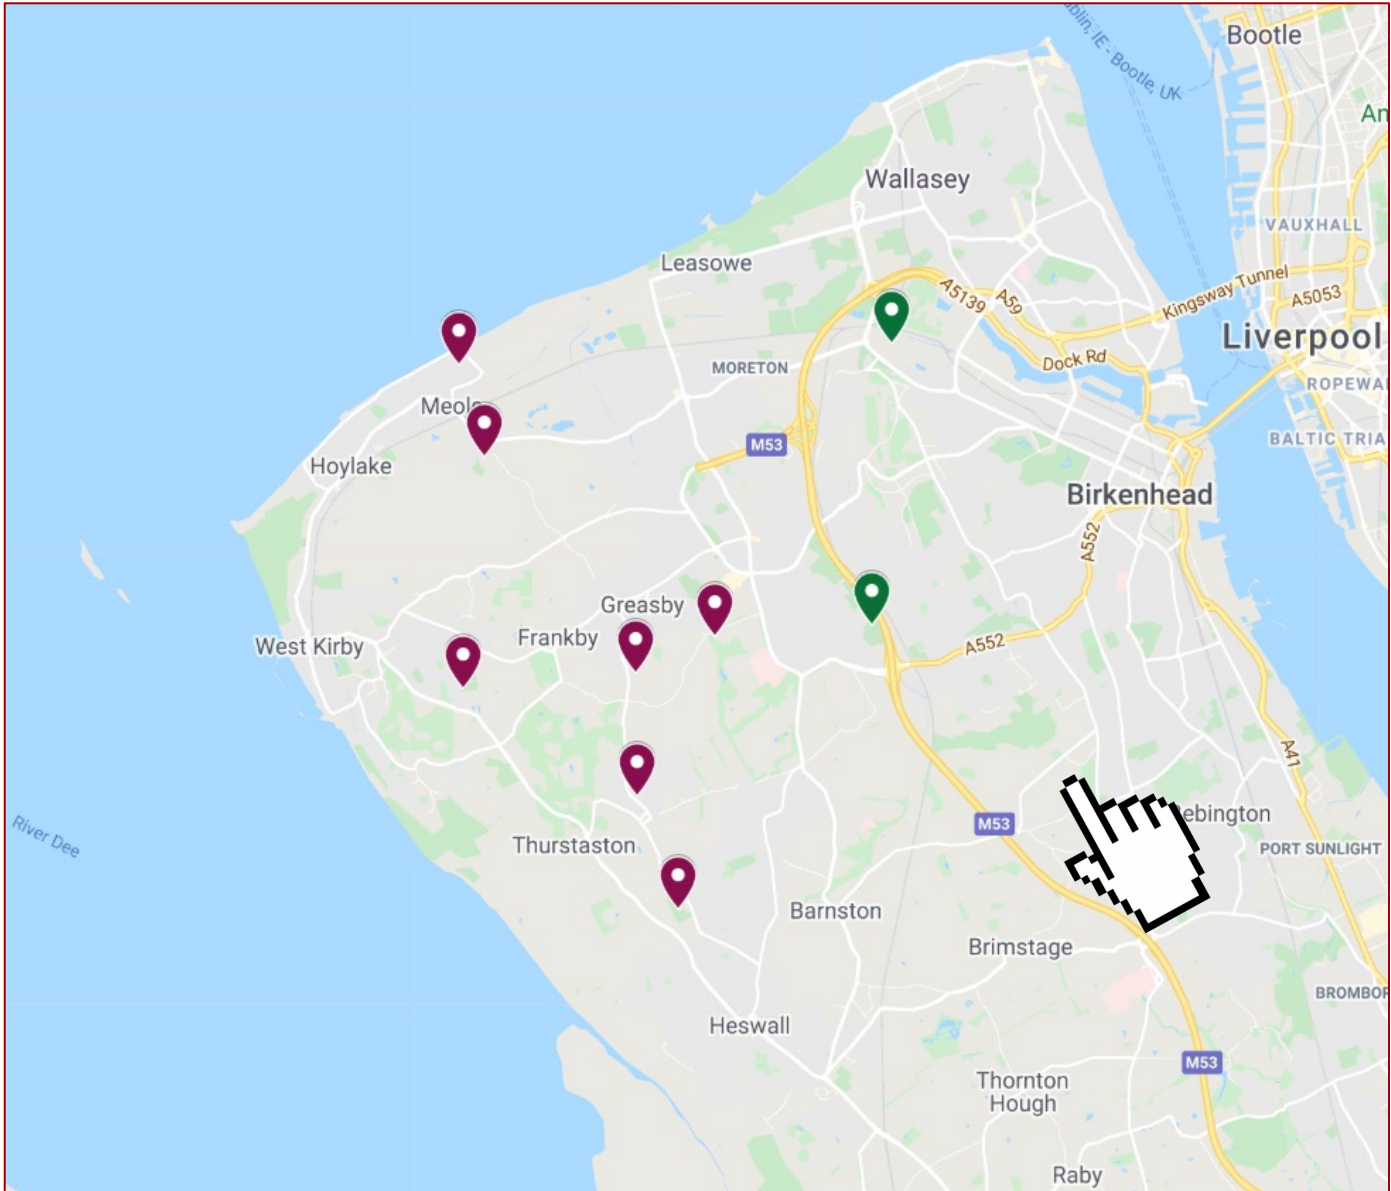 Bootle
blin, IE - Bootle, UK
An
Wallasey
VAUXHALL
Leasowe
Kingsway Tunnel
A5139
A59
A5053
Liverpool
Dock Rd
MORETON
ROPEWA
Meols
M53
BALTIC TRIA
Hoylake
Birkenhead
A552
Greasby
Frankby
West Kirby
A552
A41
River Dee
M53
ebington
Thurstaston
PORT SUNLIGHT
Barnston
Brimstage
BROMBOR
Heswall
M53
Thornton
Hough
Raby